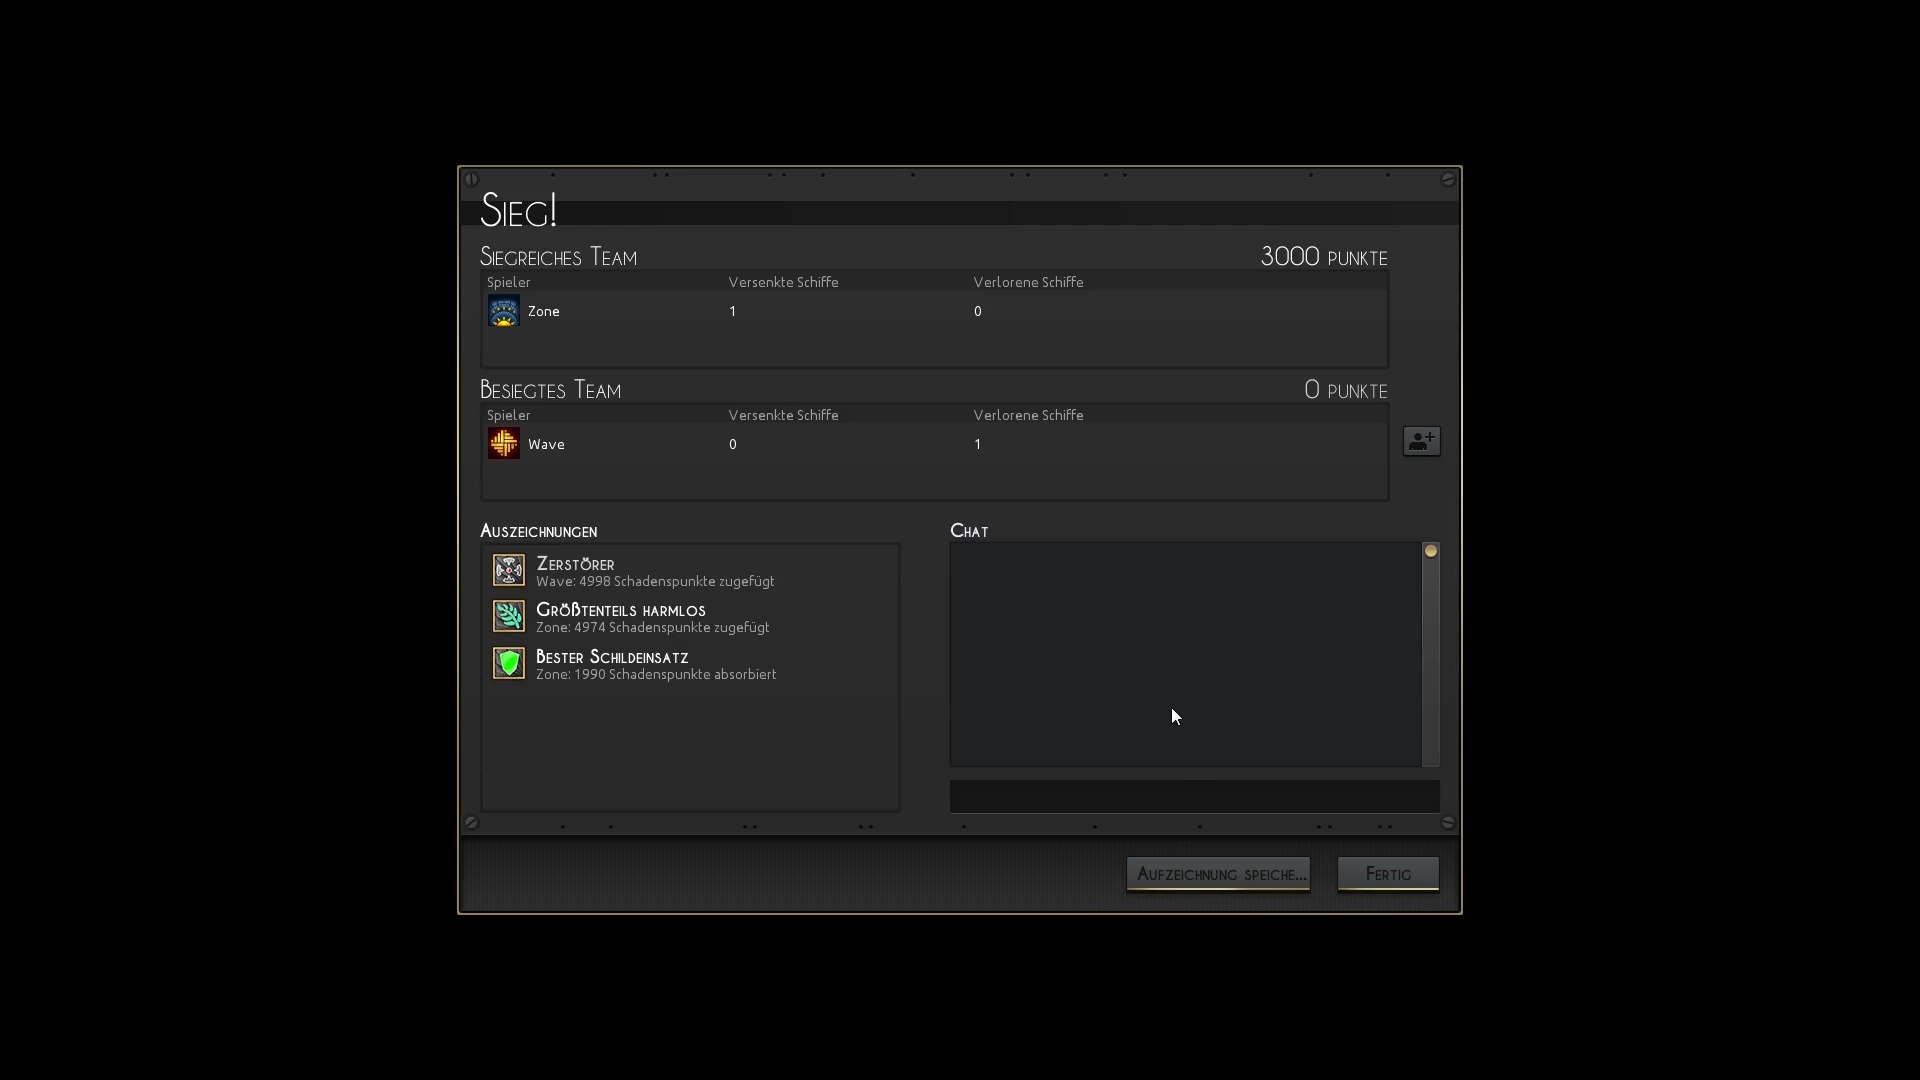 Sieg!
Siegreiches Team 3000 punkte
Spieler Versenkte Schiffe Verlorene Schiffe
Zone 1 0
Besiegtes Team 0 punkte
Spieler Versenkte Schiffe Verlorene Schiffe
Wave 0 1
Auszeichnungen
Zerstörer
Wave: 4998 Schadenspunkte zugefügt
Größtenteils harmlos
Zone: 4974 Schadenspunkte zugefügt
Bester Schildeinsatz
Zone: 1990 Schadenspunkte absorbiert
Chat
Aufzeichnung speiche... Fertig